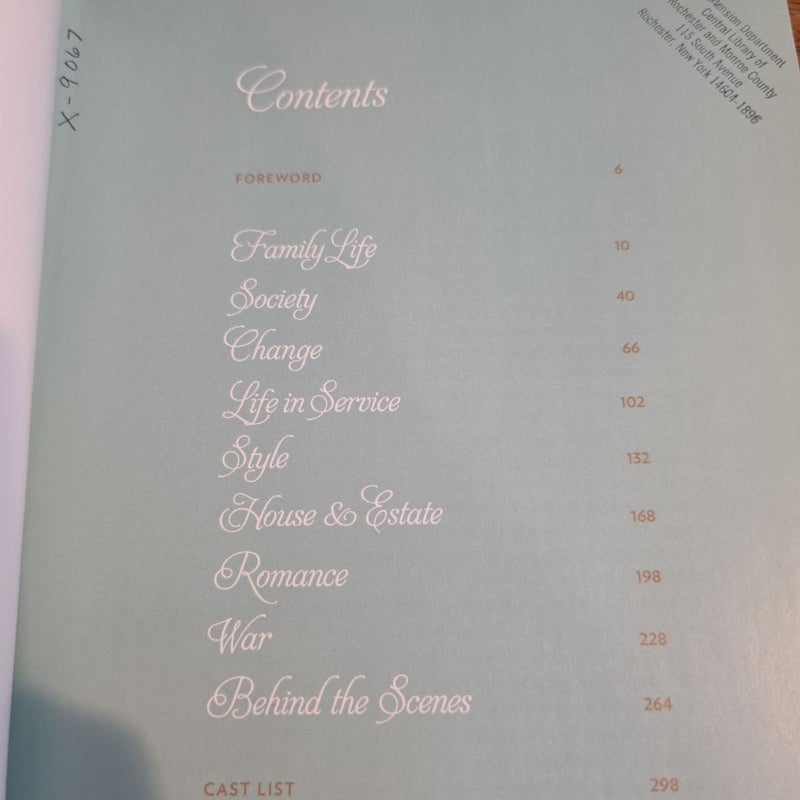 X-9067
ension Department
Central Library of
Rochester and Monroe County
115 South Avenue
Rochester, New York 14604-1896
Contents
FOREWORD 6
Family Life 10
Society 40
Change 66
Life in Service 102
Style 132
House & Estate 168
Romance 198
War 228
Behind the Scenes 264
CAST LIST 298